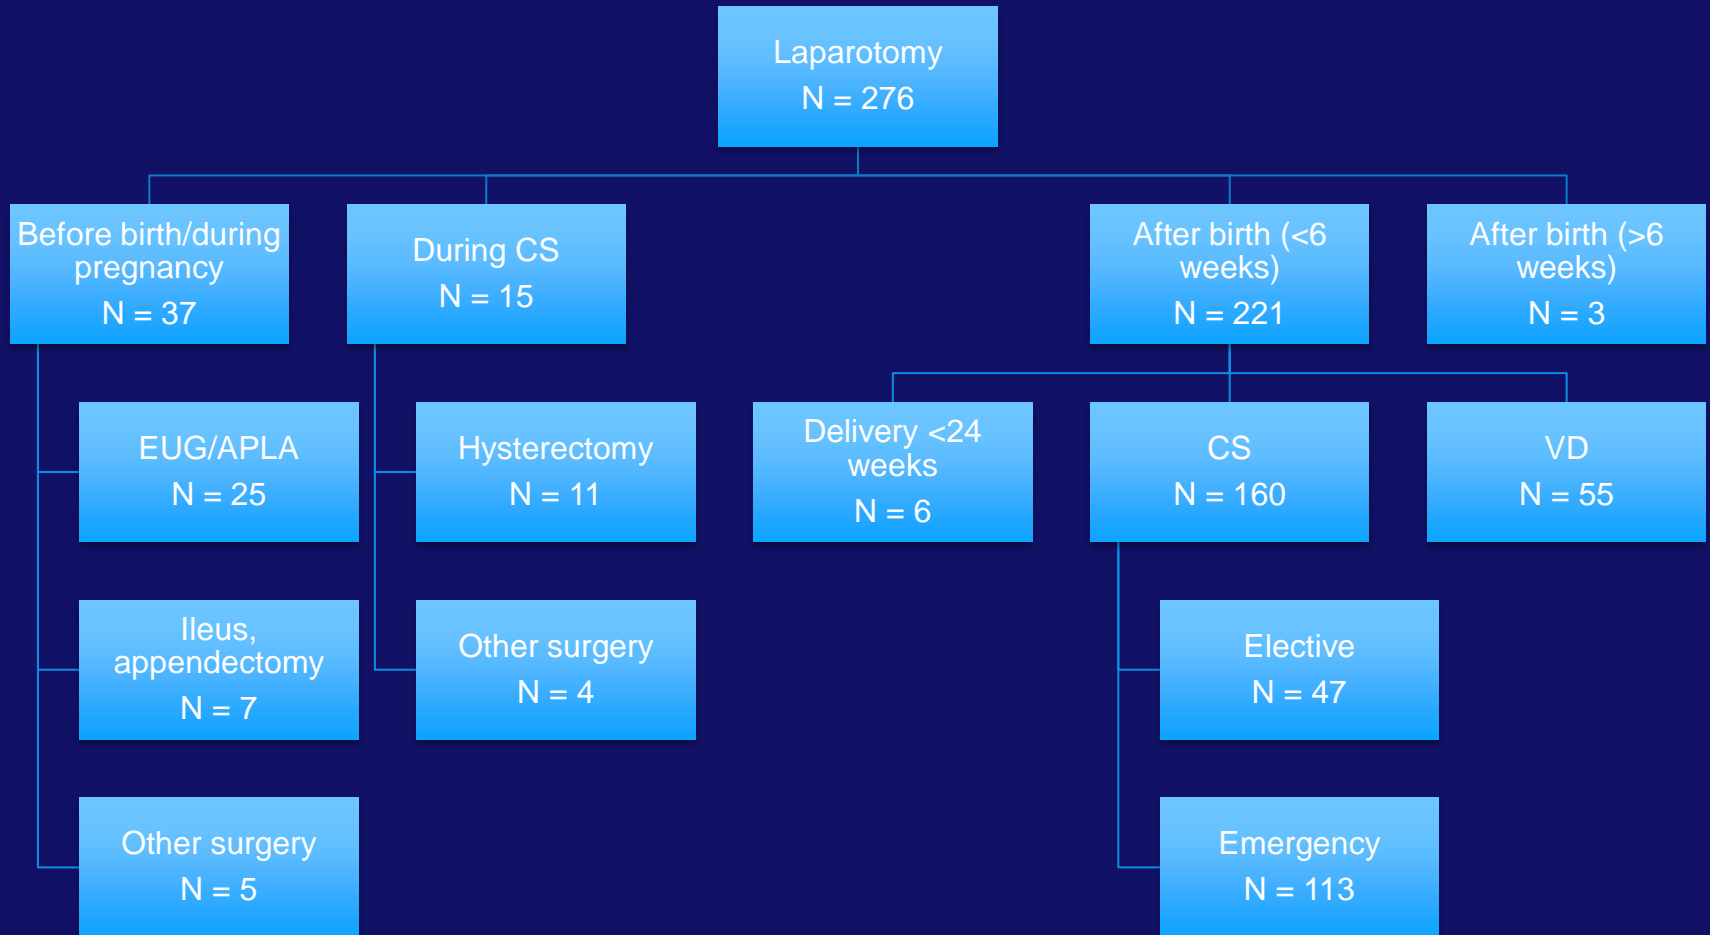 Laparotomy
N = 276
Before birth/during
pregnancy
N = 37
During CS
N = 15
After birth (<6
weeks)
N = 221
After birth (>6
weeks)
N = 3
EUG/APLA
N = 25
Hysterectomy
N = 11
Delivery <24
weeks
N = 6
CS
N = 160
VD
N = 55
Ileus,
appendectomy
N = 7
Other surgery
N = 4
Elective
N = 47
Other surgery
N = 5
Emergency
N = 113